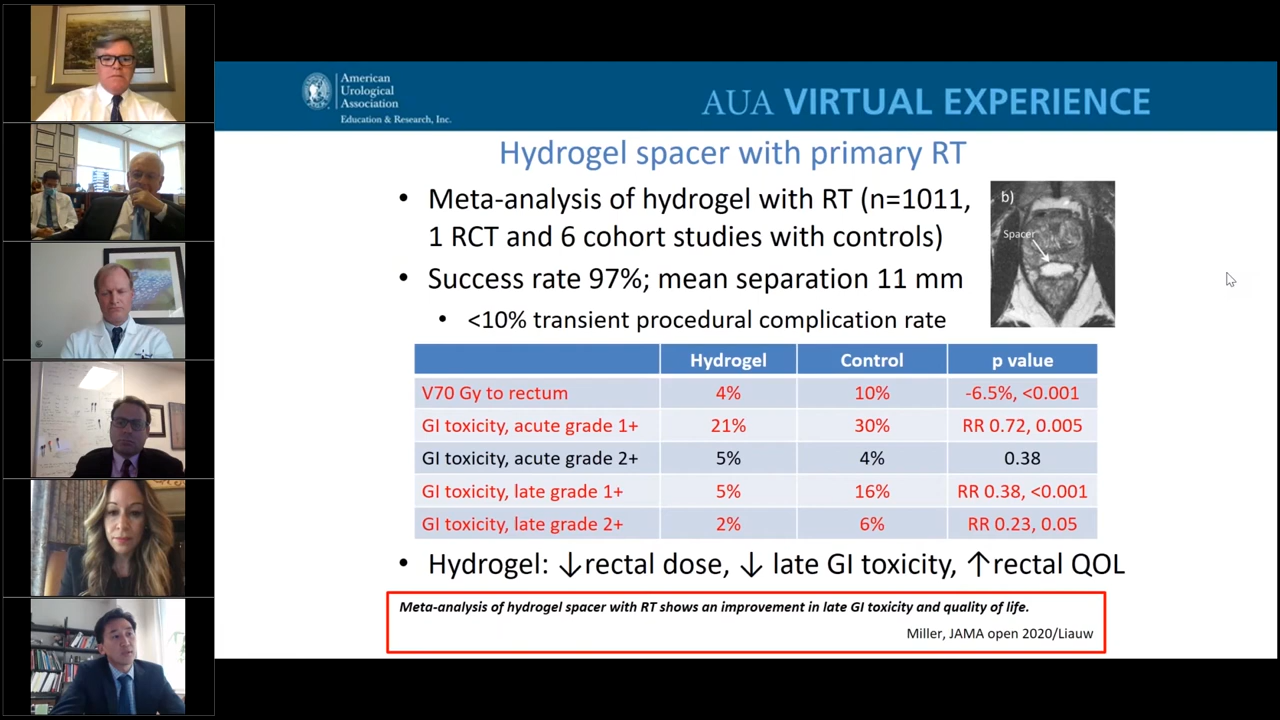 American
Urological
Association
Education & Research, Inc.
AUA VIRTUAL EXPERIENCE
Hydrogel spacer with primary RT
• Meta-analysis of hydrogel with RT (n=1011,
1 RCT and 6 cohort studies with controls)
• Success rate 97%; mean separation 11 mm
• <10% transient procedural complication rate
b)
Spacer
Hydrogel Control p value
V70 Gy to rectum 4% 10% -6.5%, <0.001
GI toxicity, acute grade 1+ 21% 30% RR 0.72, 0.005
GI toxicity, acute grade 2+ 5% 4% 0.38
GI toxicity, late grade 1+ 5% 16% RR 0.38, <0.001
GI toxicity, late grade 2+ 2% 6% RR 0.23, 0.05
• Hydrogel: ↓rectal dose, ↓ late GI toxicity, ↑rectal QOL
Meta-analysis of hydrogel spacer with RT shows an improvement in late GI toxicity and quality of life.
Miller, JAMA open 2020/Liauw